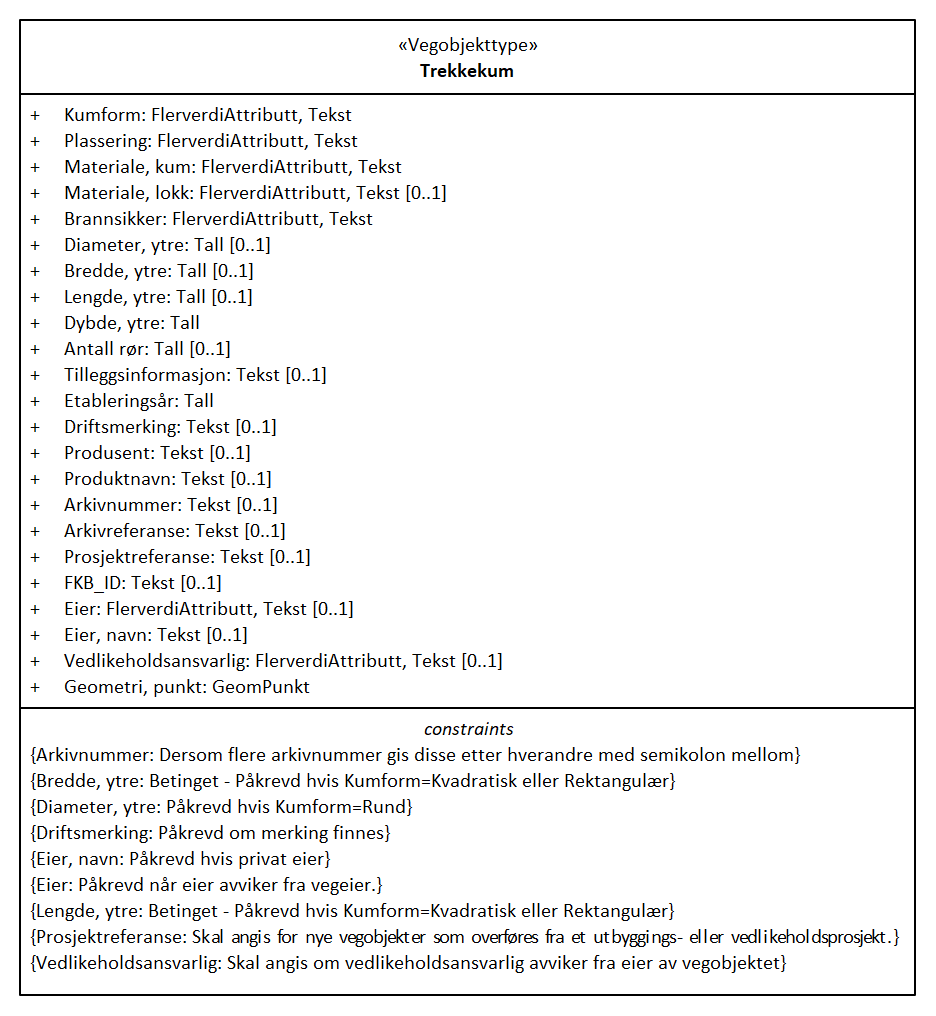 «Vegobjekttype»
Trekkekum
+ Kumform: FlerverdiAttributt, Tekst
+ Plassering: FlerverdiAttributt, Tekst
+ Materiale, kum: FlerverdiAttributt, Tekst
+ Materiale, lokk: FlerverdiAttributt, Tekst [0..1]
+ Brannsikker: FlerverdiAttributt, Tekst
+ Diameter, ytre: Tall [0..1]
+ Bredde, ytre: Tall [0..1]
+ Lengde, ytre: Tall [0..1]
+ Dybde, ytre: Tall
+ Antall rør: Tall [0..1]
+ Tilleggsinformasjon: Tekst [0..1]
+ Etableringsår: Tall
+ Driftsmerking: Tekst [0..1]
+ Produsent: Tekst [0..1]
+ Produktnavn: Tekst [0..1]
+ Arkivnummer: Tekst [0..1]
+ Arkivreferanse: Tekst [0..1]
+ Prosjektreferanse: Tekst [0..1]
+ FKB_ID: Tekst [0..1]
+ Eier: FlerverdiAttributt, Tekst [0..1]
+ Eier, navn: Tekst [0..1]
+ Vedlikeholdsansvarlig: FlerverdiAttributt, Tekst [0..1]
+ Geometri, punkt: GeomPunkt
constraints
{Arkivnummer: Dersom flere arkivnummer gis disse etter hverandre med semikolon mellom}
{Bredde, ytre: Betinget - Påkrevd hvis Kumform=Kvadratisk eller Rektangulær}
{Diameter, ytre: Påkrevd hvis Kumform=Rund}
{Driftsmerking: Påkrevd om merking finnes}
{Eier, navn: Påkrevd hvis privat eier}
{Eier: Påkrevd når eier avviker fra vegeier.}
{Lengde, ytre: Betinget - Påkrevd hvis Kumform=Kvadratisk eller Rektangulær}
{Prosjektreferanse: Skal angis for nye vegobjekter som overføres fra et utbyggings- eller vedlikeholdsprosjekt.}
{Vedlikeholdsansvarlig: Skal angis om vedlikeholdsansvarlig avviker fra eier av vegobjektet}